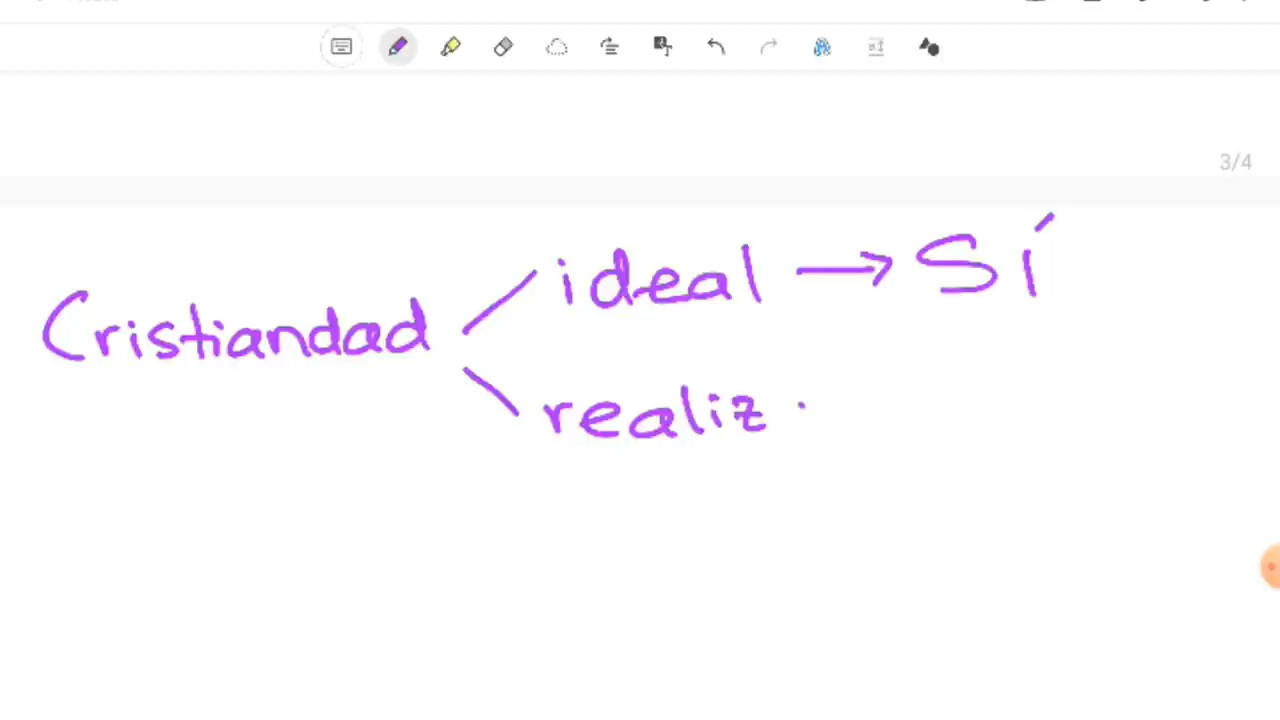 3/4
Cristiandad
ideal → SÍ
realiz.